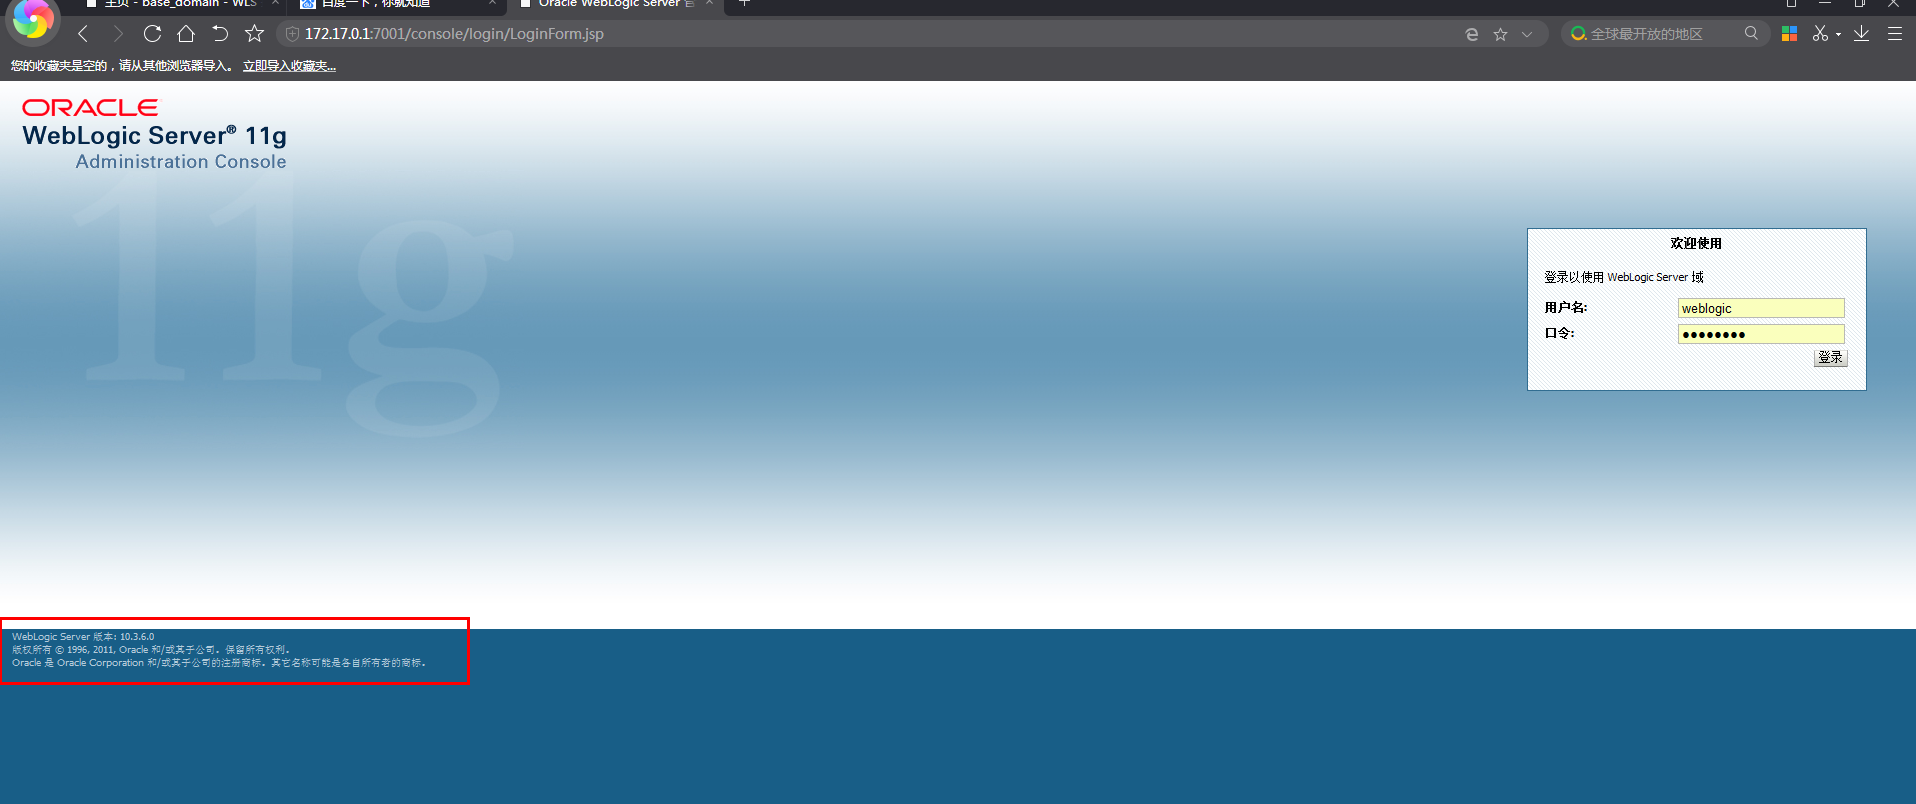 主页 - base_domain - WLS
百度一下，你就知道
Oracle WebLogic Server 管
172.17.0.1:7001/console/login/LoginForm.jsp
全球最开放的地区
您的收藏夹是空的，请从其他浏览器导入。 立即导入收藏夹...
ORACLE
WebLogic Server® 11g
Administration Console
11g
欢迎使用
登录以使用 WebLogic Server 域
用户名: weblogic
口令: ●●●●●●●●
登录
WebLogic Server 版本: 10.3.6.0
版权所有 © 1996, 2011, Oracle 和/或其子公司。保留所有权利。
Oracle 是 Oracle Corporation 和/或其子公司的注册商标。其它名称可能是各自所有者的商标。